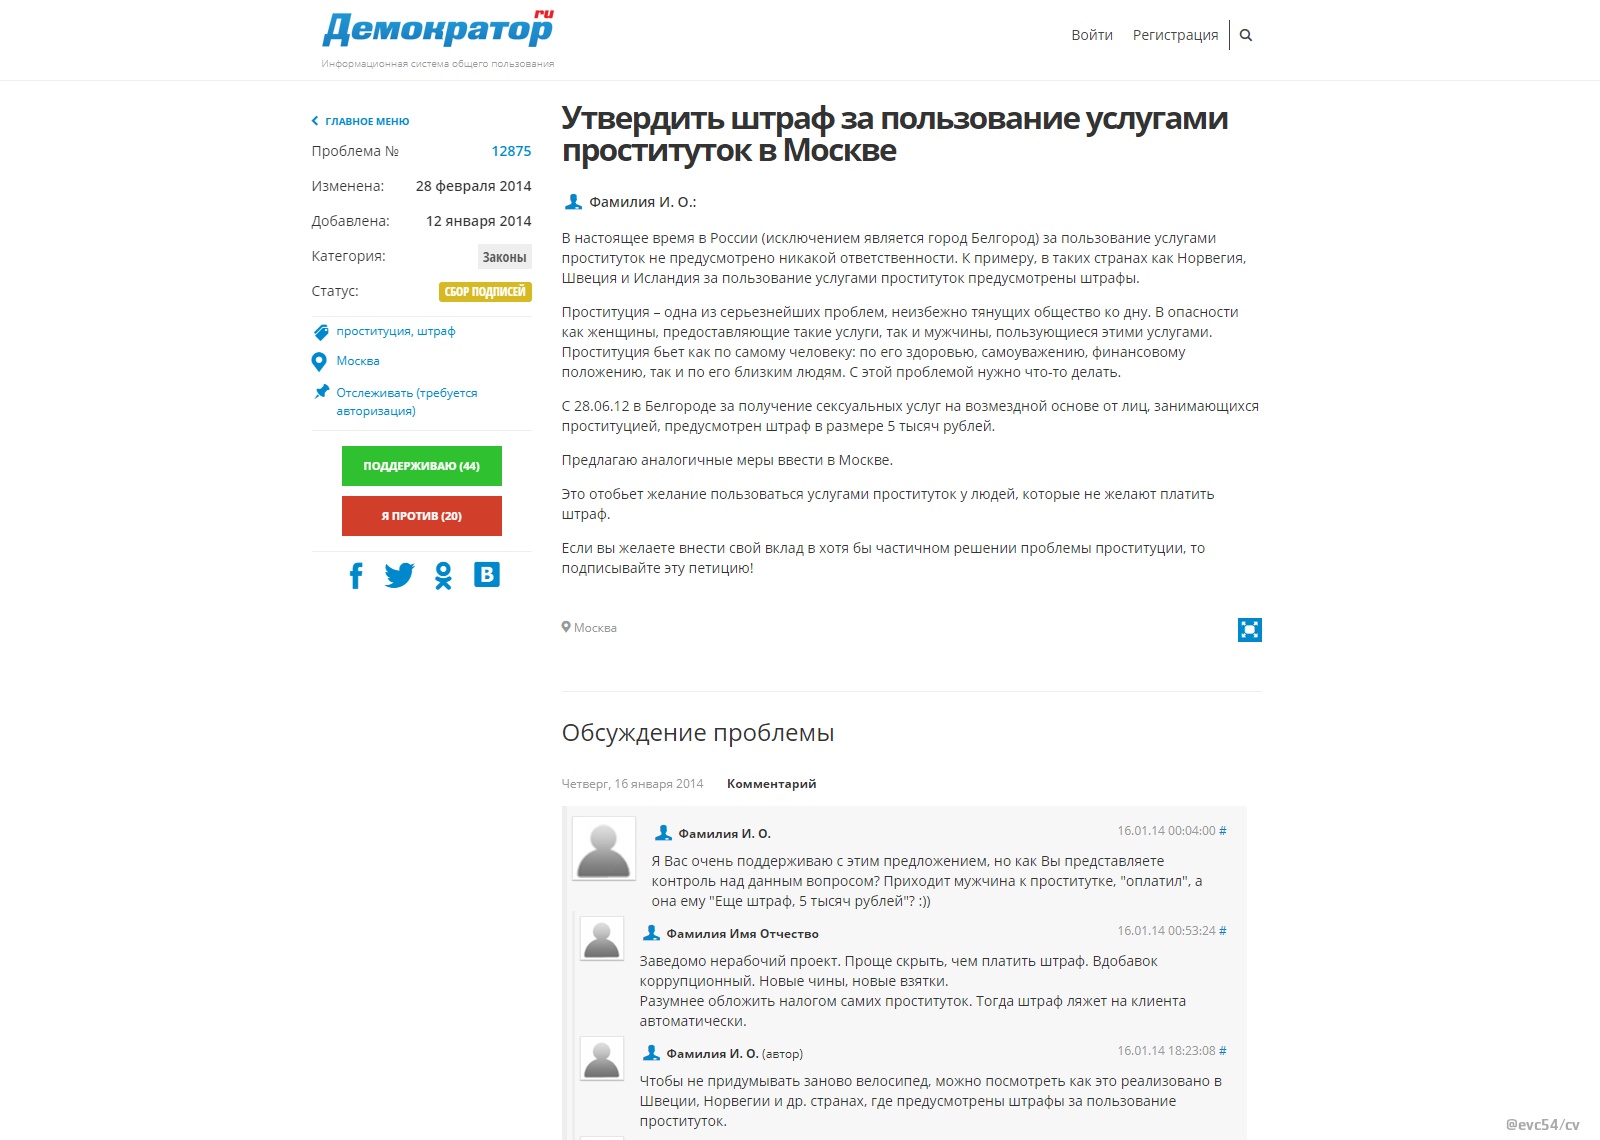 Демократор ru
Информационная система общего пользования
Войти Регистрация
ГЛАВНОЕ МЕНЮ
Проблема № 12875
Изменена: 28 февраля 2014
Добавлена: 12 января 2014
Категория: Законы
Статус: СБОР ПОДПИСЕЙ
проституция, штраф
Москва
Отслеживать (требуется
авторизация)
ПОДДЕРЖИВАЮ (44)
Я ПРОТИВ (20)
Утвердить штраф за пользование услугами
проституток в Москве
Фамилия И. О.:
В настоящее время в России (исключением является город Белгород) за пользование услугами
проституток не предусмотрено никакой ответственности. К примеру, в таких странах как Норвегия,
Швеция и Исландия за пользование услугами проституток предусмотрены штрафы.
Проституция – одна из серьезнейших проблем, неизбежно тянущих общество ко дну. В опасности
как женщины, предоставляющие такие услуги, так и мужчины, пользующиеся этими услугами.
Проституция бьет как по самому человеку: по его здоровью, самоуважению, финансовому
положению, так и по его близким людям. С этой проблемой нужно что-то делать.
С 28.06.12 в Белгороде за получение сексуальных услуг на возмездной основе от лиц, занимающихся
проституцией, предусмотрен штраф в размере 5 тысяч рублей.
Предлагаю аналогичные меры ввести в Москве.
Это отобьет желание пользоваться услугами проституток у людей, которые не желают платить
штраф.
Если вы желаете внести свой вклад в хотя бы частичном решении проблемы проституции, то
подписывайте эту петицию!
Москва
Обсуждение проблемы
Четверг, 16 января 2014 Комментарий
Фамилия И. О. 16.01.14 00:04:00 #
Я Вас очень поддерживаю с этим предложением, но как Вы представляете
контроль над данным вопросом? Приходит мужчина к проститутке, "оплатил", а
она ему "Еще штраф, 5 тысяч рублей"? :))
Фамилия Имя Отчество 16.01.14 00:53:24 #
Заведомо нерабочий проект. Проще скрыть, чем платить штраф. Вдобавок
коррупционный. Новые чины, новые взятки.
Разумнее обложить налогом самих проституток. Тогда штраф ляжет на клиента
автоматически.
Фамилия И. О. (автор) 16.01.14 18:23:08 #
Чтобы не придумывать заново велосипед, можно посмотреть как это реализовано в
Швеции, Норвегии и др. странах, где предусмотрены штрафы за пользование
проституток.
@evc54/cv